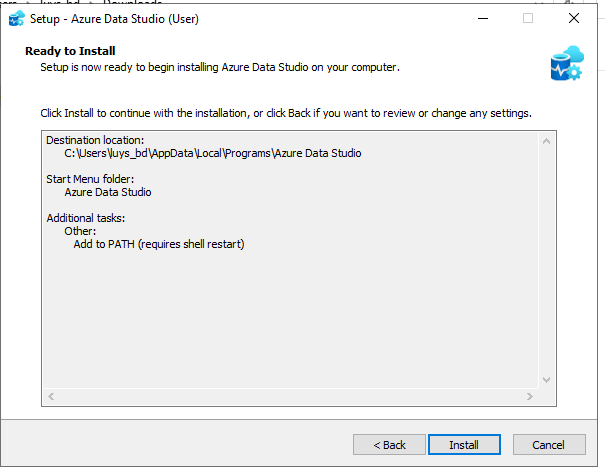 Setup - Azure Data Studio (User)
Ready to Install
Setup is now ready to begin installing Azure Data Studio on your computer.
Click Install to continue with the installation, or click Back if you want to review or change any settings.
Destination location:
C:\Users\luys_bd\AppData\Local\Programs\Azure Data Studio
Start Menu folder:
Azure Data Studio
Additional tasks:
Other:
Add to PATH (requires shell restart)
< Back
Install
Cancel